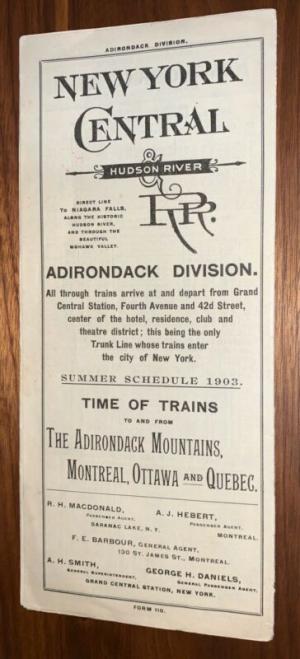 ADIRONDACK DIVISION.
NEW YORK
CENTRAL
& HUDSON RIVER
R.R.
DIRECT LINE
TO NIAGARA FALLS,
ALONG THE HISTORIC
HUDSON RIVER,
AND THROUGH THE
BEAUTIFUL
MOHAWK VALLEY.
ADIRONDACK DIVISION.
All through trains arrive at and depart from Grand
Central Station, Fourth Avenue and 42d Street,
center of the hotel, residence, club and
theatre district; this being the only
Trunk Line whose trains enter
the city of New York.
SUMMER SCHEDULE 1903.
TIME OF TRAINS
TO AND FROM
THE ADIRONDACK MOUNTAINS,
MONTREAL, OTTAWA AND QUEBEC.
R. H. MACDONALD,
PASSENGER AGENT,
SARANAC LAKE, N. Y.
A. J. HEBERT,
PASSENGER AGENT,
MONTREAL.
F. E. BARBOUR, GENERAL AGENT,
130 ST. JAMES ST., MONTREAL.
A. H. SMITH,
GENERAL SUPERINTENDENT,
GEORGE H. DANIELS,
GENERAL PASSENGER AGENT,
GRAND CENTRAL STATION, NEW YORK.
FORM 110.